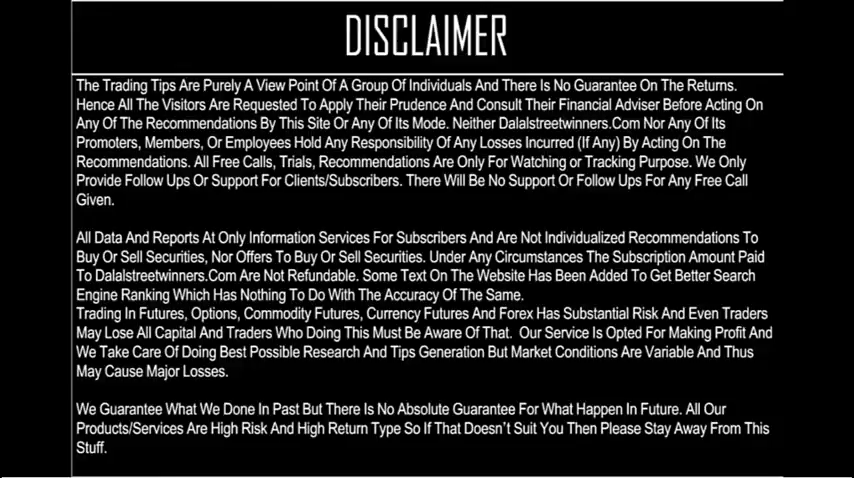 DISCLAIMER
The Trading Tips Are Purely A View Point Of A Group Of Individuals And There Is No Guarantee On The Returns.
Hence All The Visitors Are Requested To Apply Their Prudence And Consult Their Financial Adviser Before Acting On
Any Of The Recommendations By This Site Or Any Of Its Mode. Neither Dalalstreetwinners.Com Nor Any Of Its
Promoters, Members, Or Employees Hold Any Responsibility Of Any Losses Incurred (If Any) By Acting On The
Recommendations. All Free Calls, Trials, Recommendations Are Only For Watching or Tracking Purpose. We Only
Provide Follow Ups Or Support For Clients/Subscribers. There Will Be No Support Or Follow Ups For Any Free Call
Given.
All Data And Reports At Only Information Services For Subscribers And Are Not Individualized Recommendations To
Buy Or Sell Securities, Nor Offers To Buy Or Sell Securities. Under Any Circumstances The Subscription Amount Paid
To Dalalstreetwinners.Com Are Not Refundable. Some Text On The Website Has Been Added To Get Better Search
Engine Ranking Which Has Nothing To Do With The Accuracy Of The Same.
Trading In Futures, Options, Commodity Futures, Currency Futures And Forex Has Substantial Risk And Even Traders
May Lose All Capital And Traders Who Doing This Must Be Aware Of That. Our Service Is Opted For Making Profit And
We Take Care Of Doing Best Possible Research And Tips Generation But Market Conditions Are Variable And Thus
May Cause Major Losses.
We Guarantee What We Done In Past But There Is No Absolute Guarantee For What Happen In Future. All Our
Products/Services Are High Risk And High Return Type So If That Doesn't Suit You Then Please Stay Away From This
Stuff.